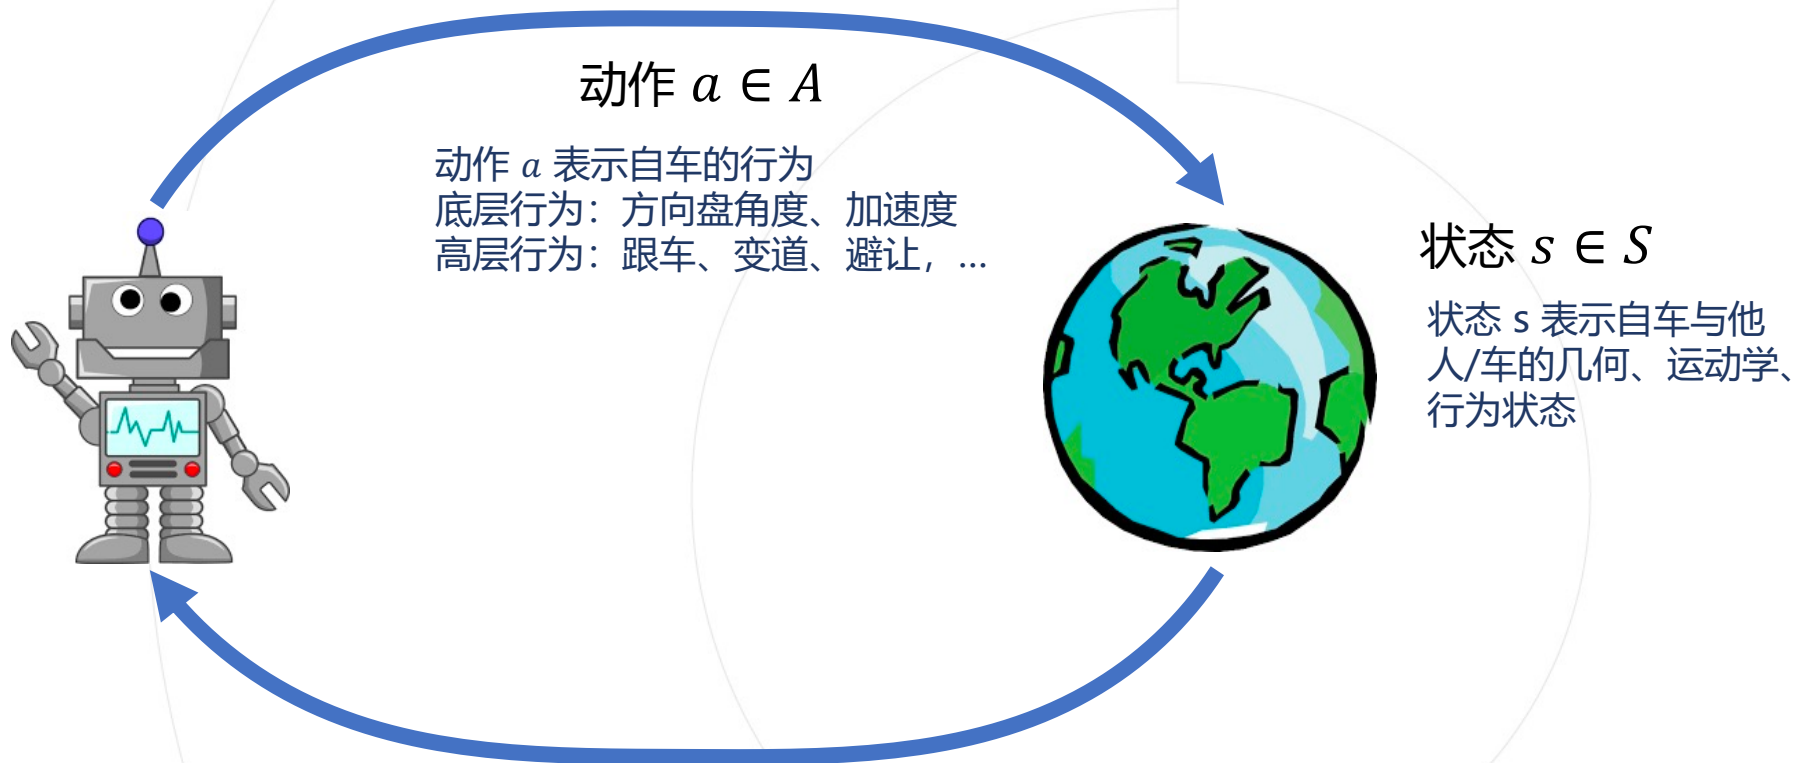 动作 a ∈ A
动作 a 表示自车的行为
底层行为：方向盘角度、加速度
高层行为：跟车、变道、避让，…
状态 s ∈ S
状态 s 表示自车与他
人/车的几何、运动学、
行为状态